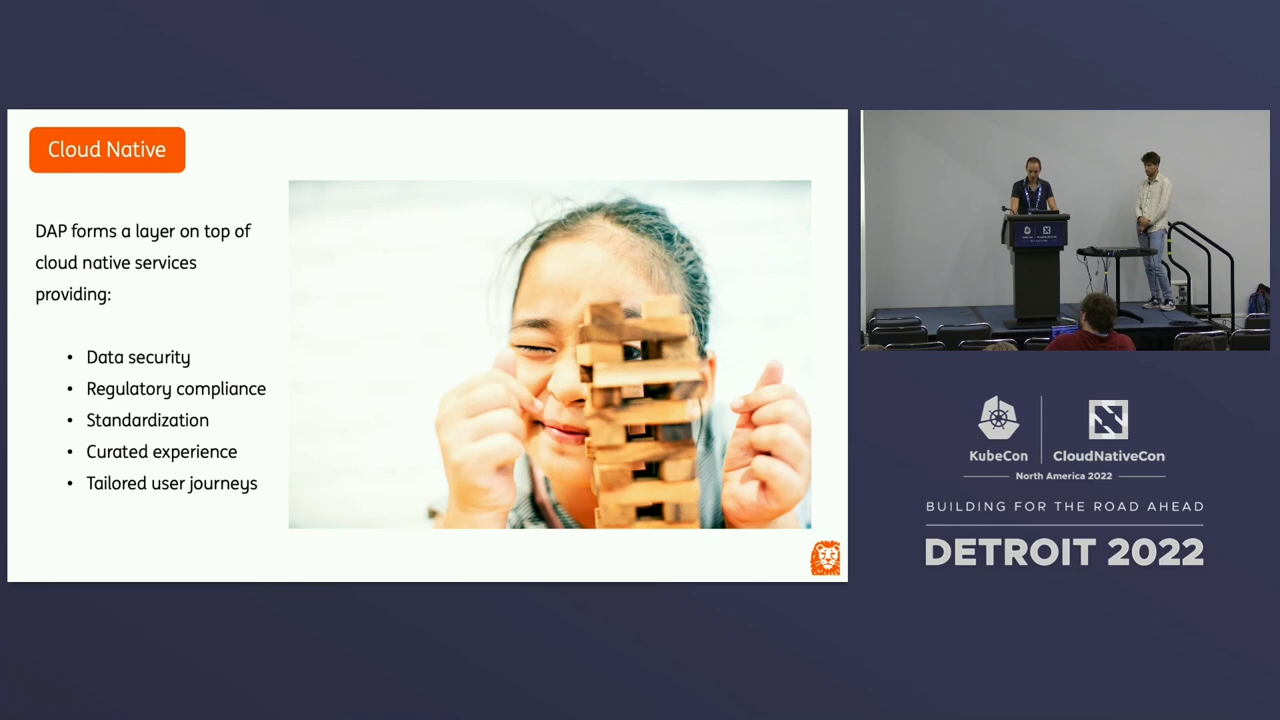 Cloud Native
DAP forms a layer on top of
cloud native services
providing:
• Data security
• Regulatory compliance
• Standardization
• Curated experience
• Tailored user journeys
KubeCon
CloudNativeCon
North America 2022
BUILDING FOR THE ROAD AHEAD
DETROIT 2022